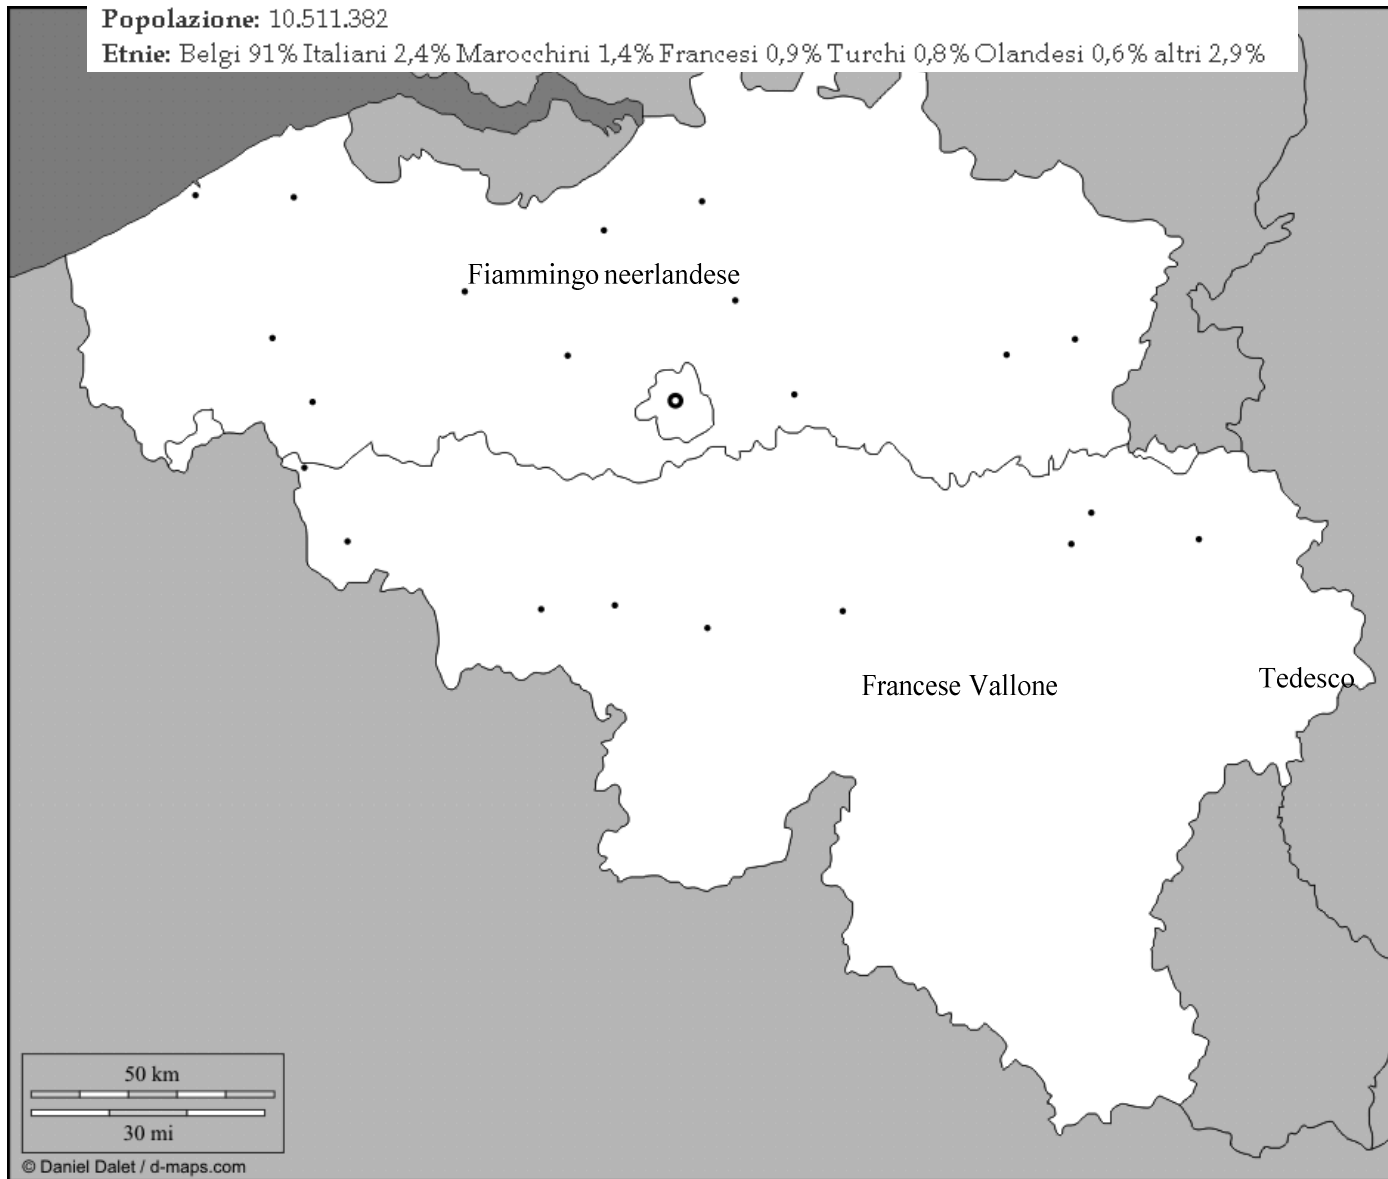 Popolazione: 10.511.382
Etnie: Belgi 91% Italiani 2,4% Marocchini 1,4% Francesi 0,9% Turchi 0,8% Olandesi 0,6% altri 2,9%
Fiammingo neerlandese
Francese Vallone
Tedesco
50 km
30 mi
© Daniel Dalet / d-maps.com